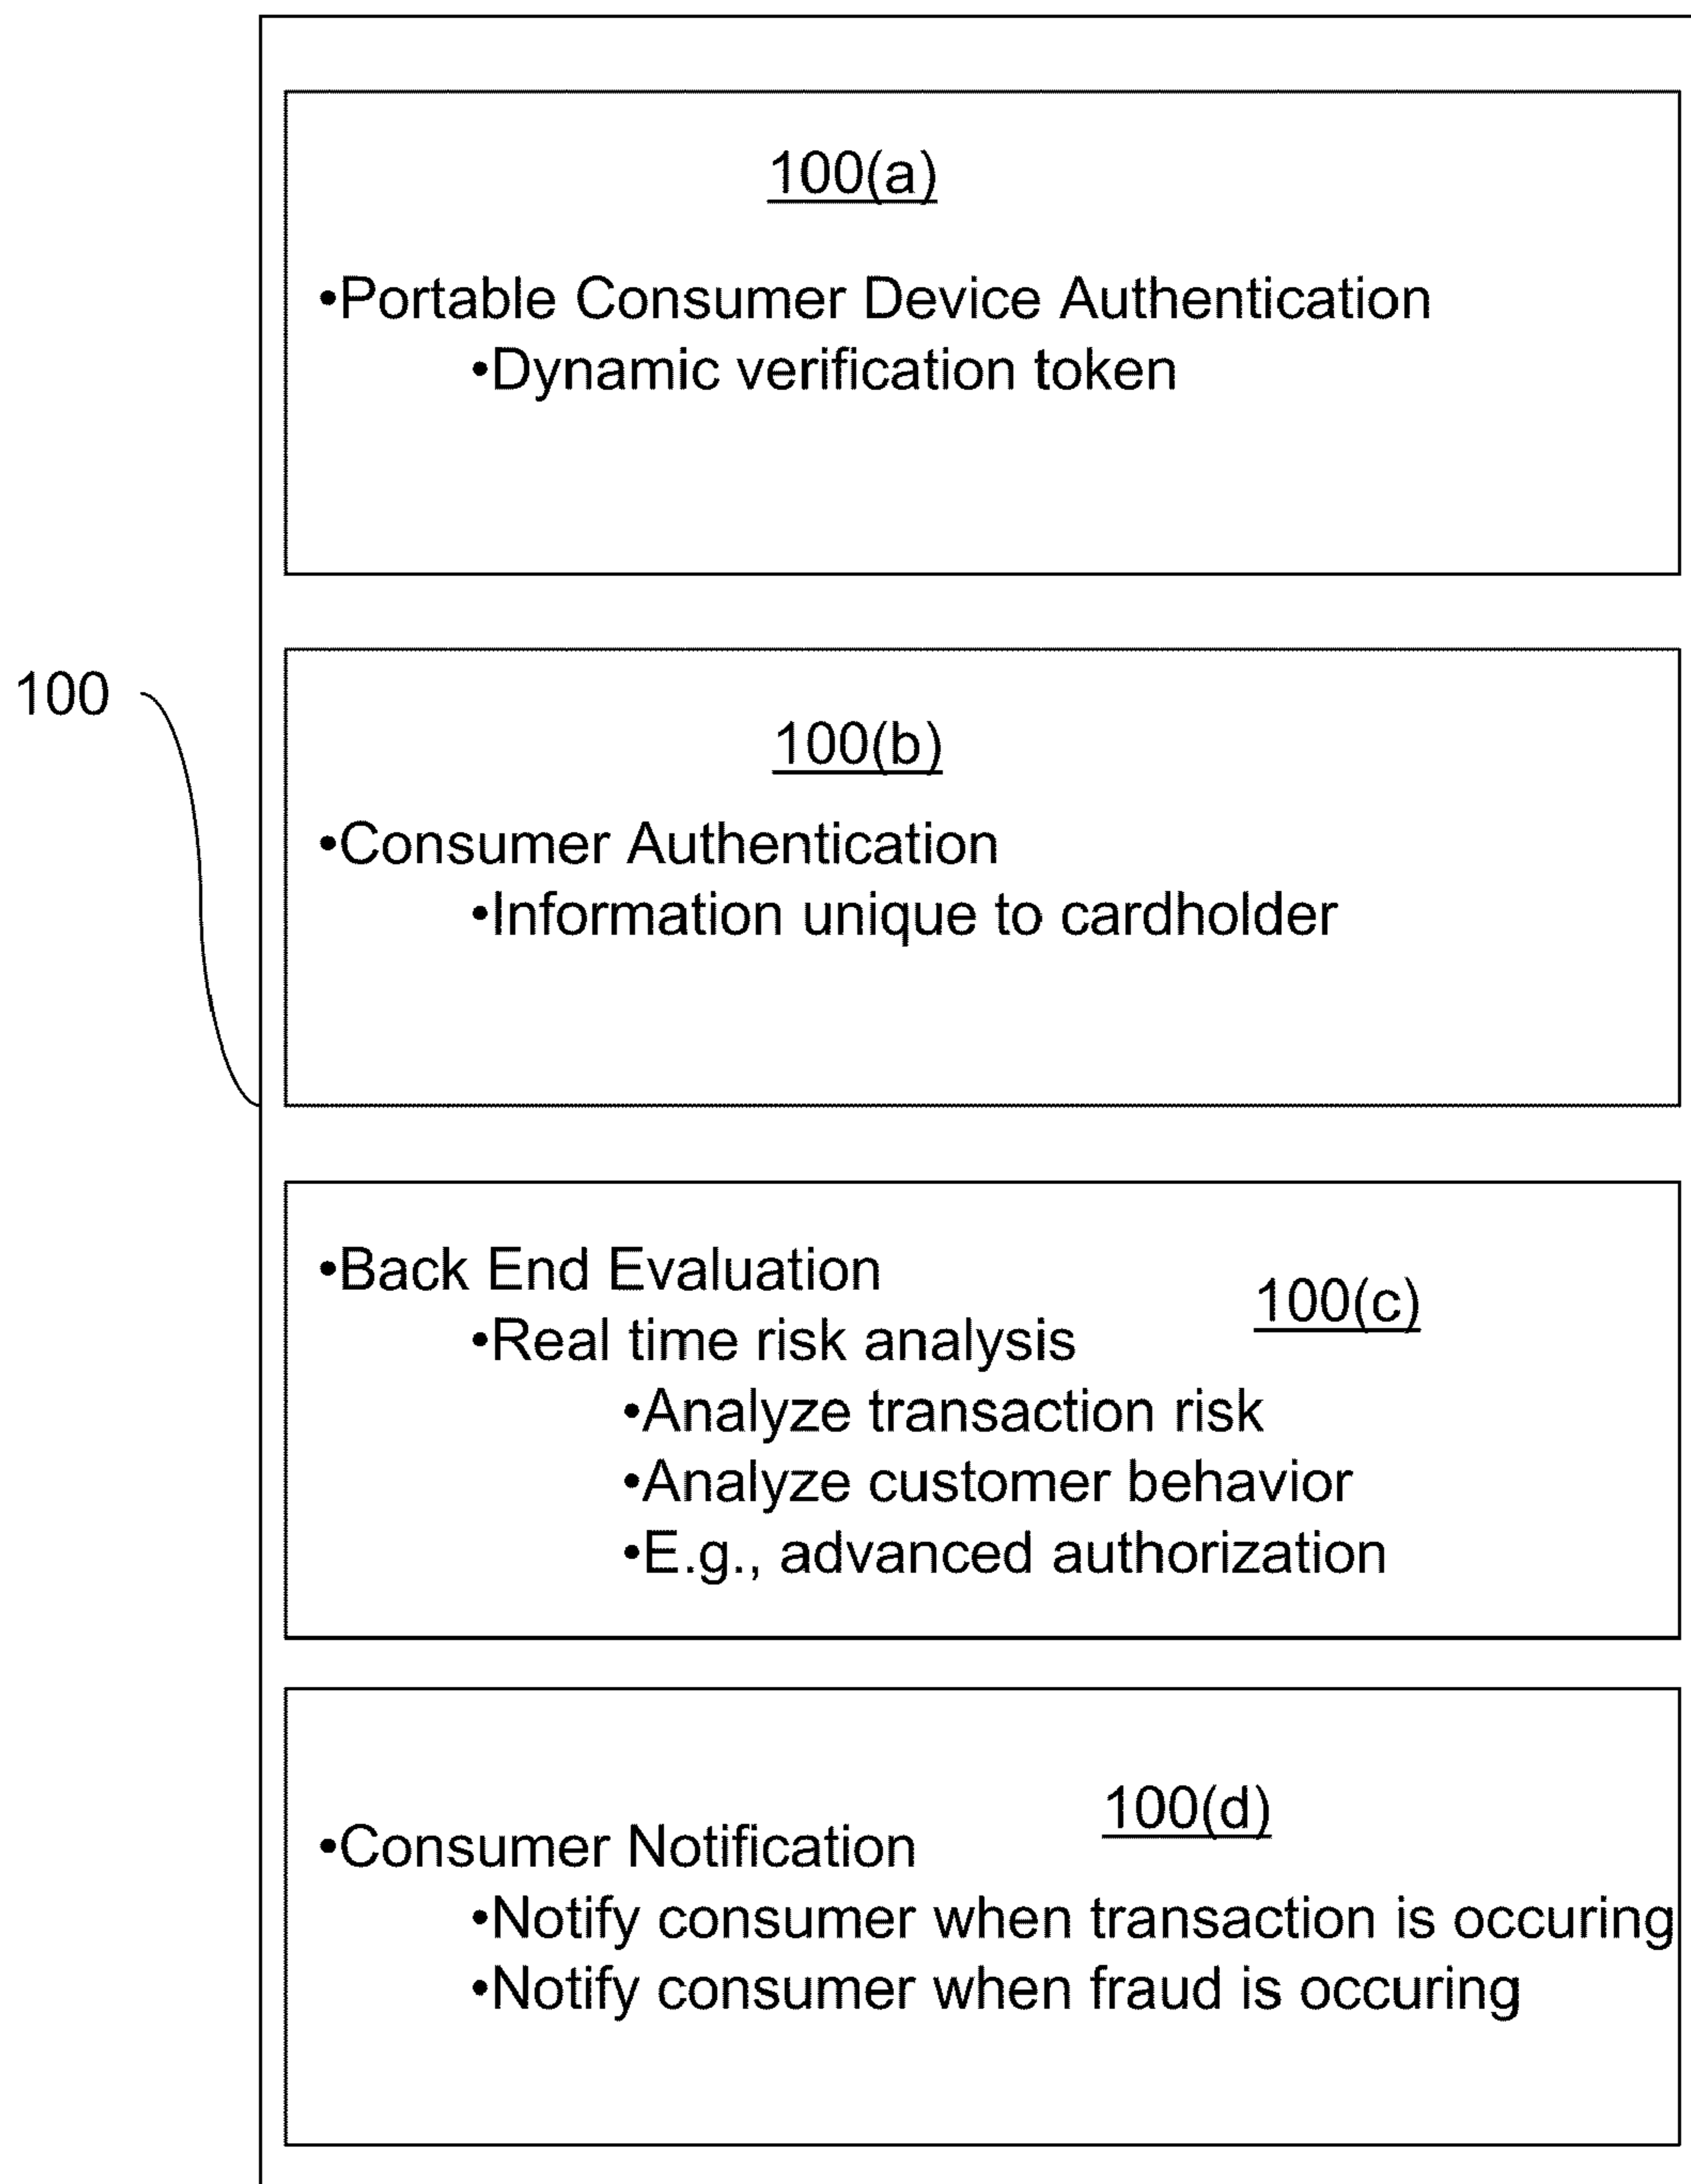 100(a)
•Portable Consumer Device Authentication
•Dynamic verification token
100
100(b)
•Consumer Authentication
•Information unique to cardholder
•Back End Evaluation
100(c)
•Real time risk analysis
•Analyze transaction risk
•Analyze customer behavior
•E.g., advanced authorization
100(d)
•Consumer Notification
•Notify consumer when transaction is occuring
•Notify consumer when fraud is occuring